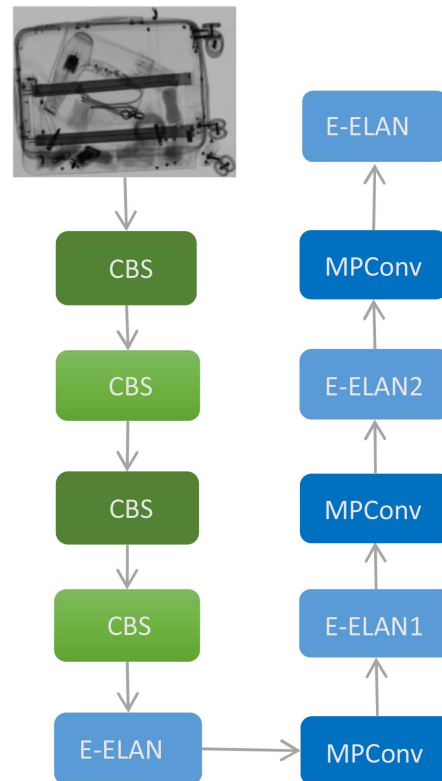 CBS
CBS
CBS
CBS
E-ELAN
MPConv
E-ELAN1
MPConv
E-ELAN2
MPConv
E-ELAN